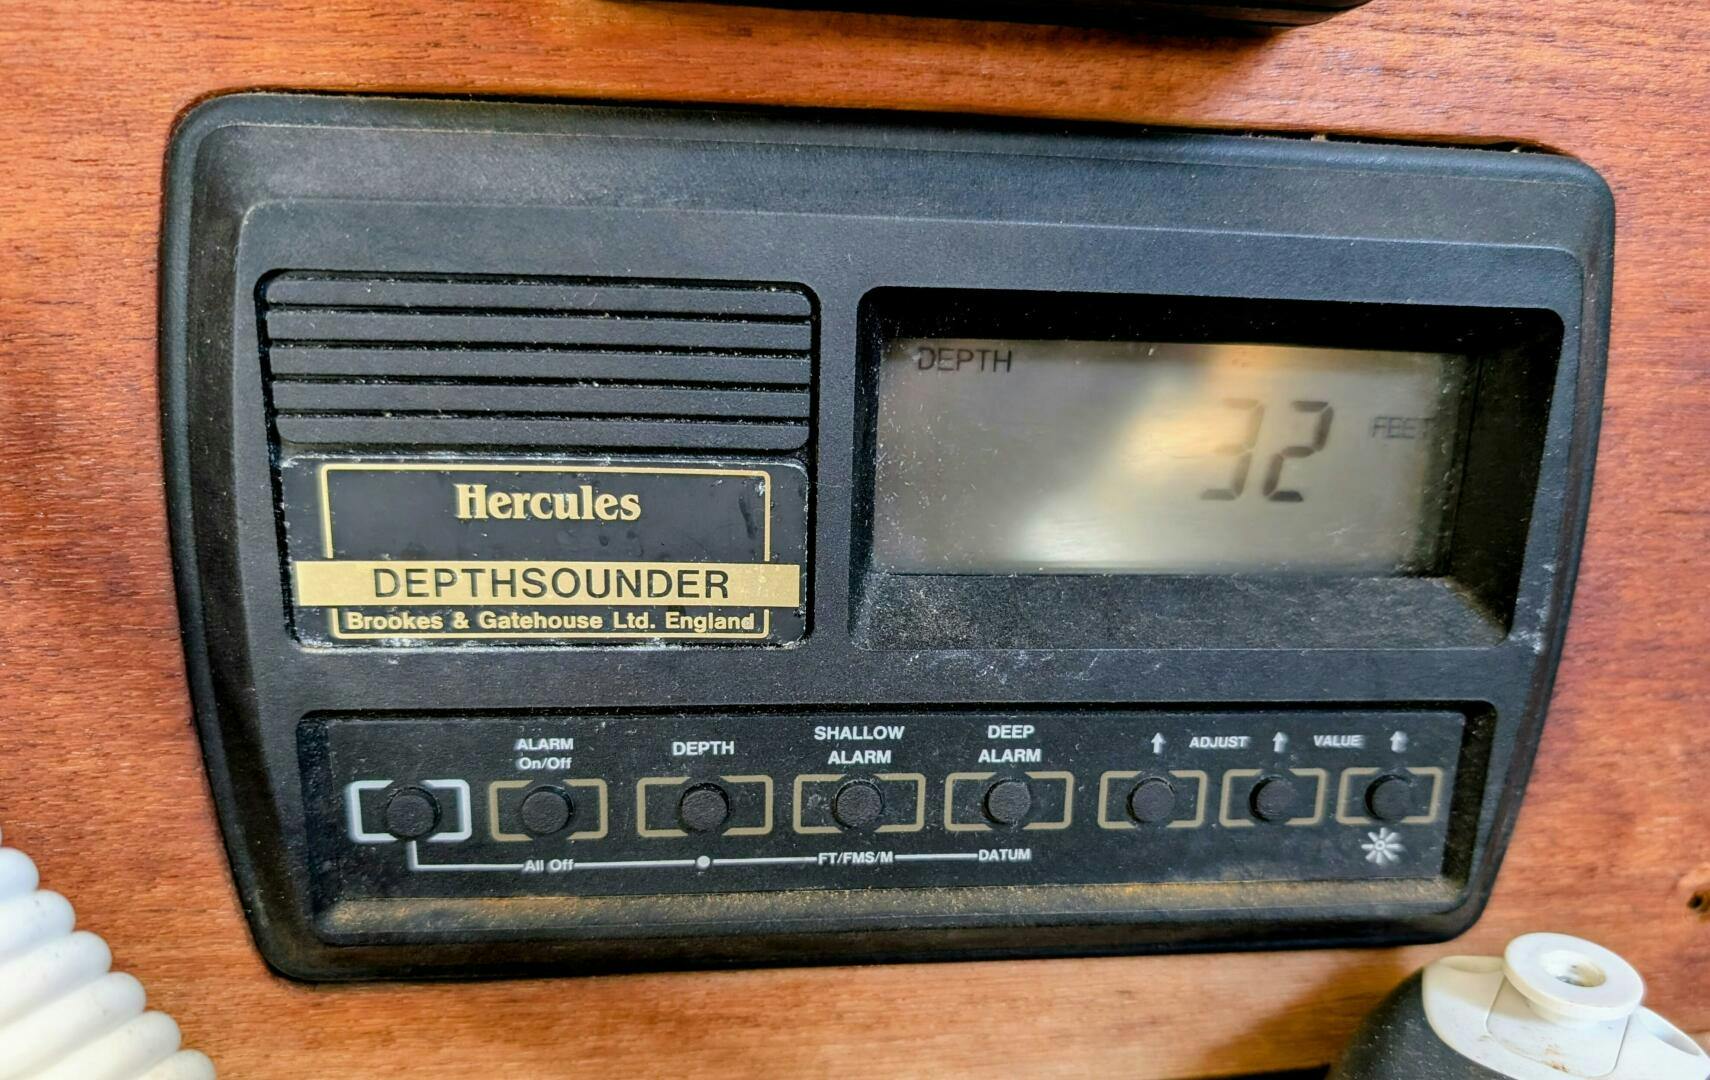 DEPTH
32 FEET
Hercules
DEPTHSOUNDER
Brookes & Gatehouse Ltd. England
ALARM
On/Off
DEPTH
SHALLOW
ALARM
DEEP
ALARM
ADJUST
VALUE
All Off
FT/FMS/M
DATUM